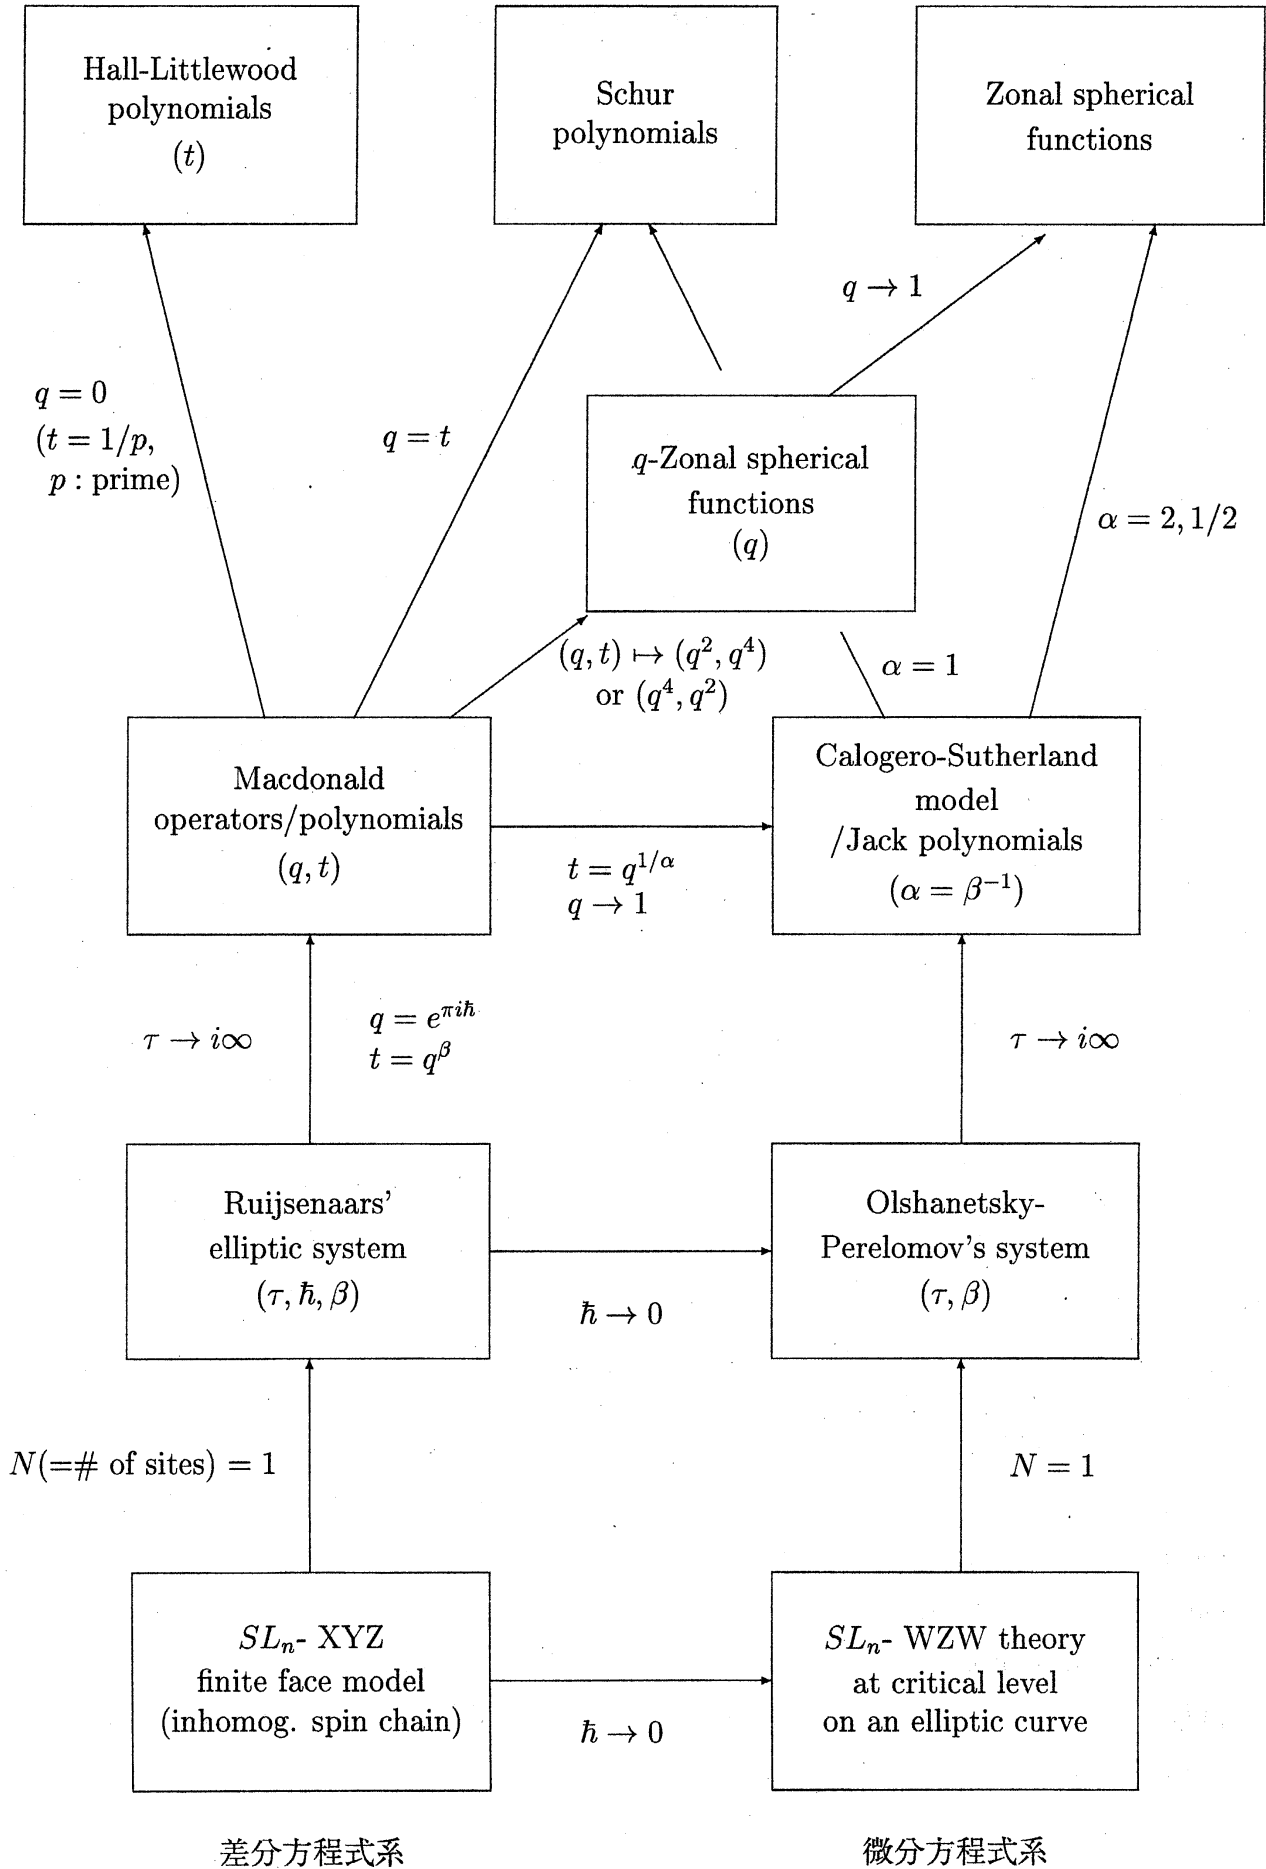 Hall-Littlewood
polynomials
(t)
Schur
polynomials
Zonal spherical
functions
q → 1
q = 0
(t = 1/p,
p : prime)
q = t
q-Zonal spherical
functions
(q)
α = 2, 1/2
(q, t) ↦ (q², q⁴)
or (q⁴, q²)
α = 1
Macdonald
operators/polynomials
(q, t)
t = q^{1/α}
q → 1
Calogero-Sutherland
model
/Jack polynomials
(α = β⁻¹)
τ → i∞
q = e^{πiħ}
t = q^β
τ → i∞
Ruijsenaars'
elliptic system
(τ, ħ, β)
ħ → 0
Olshanetsky-
Perelomov's system
(τ, β)
N(=# of sites) = 1
N = 1
SLₙ- XYZ
finite face model
(inhomog. spin chain)
ħ → 0
SLₙ- WZW theory
at critical level
on an elliptic curve
差分方程式系
微分方程式系